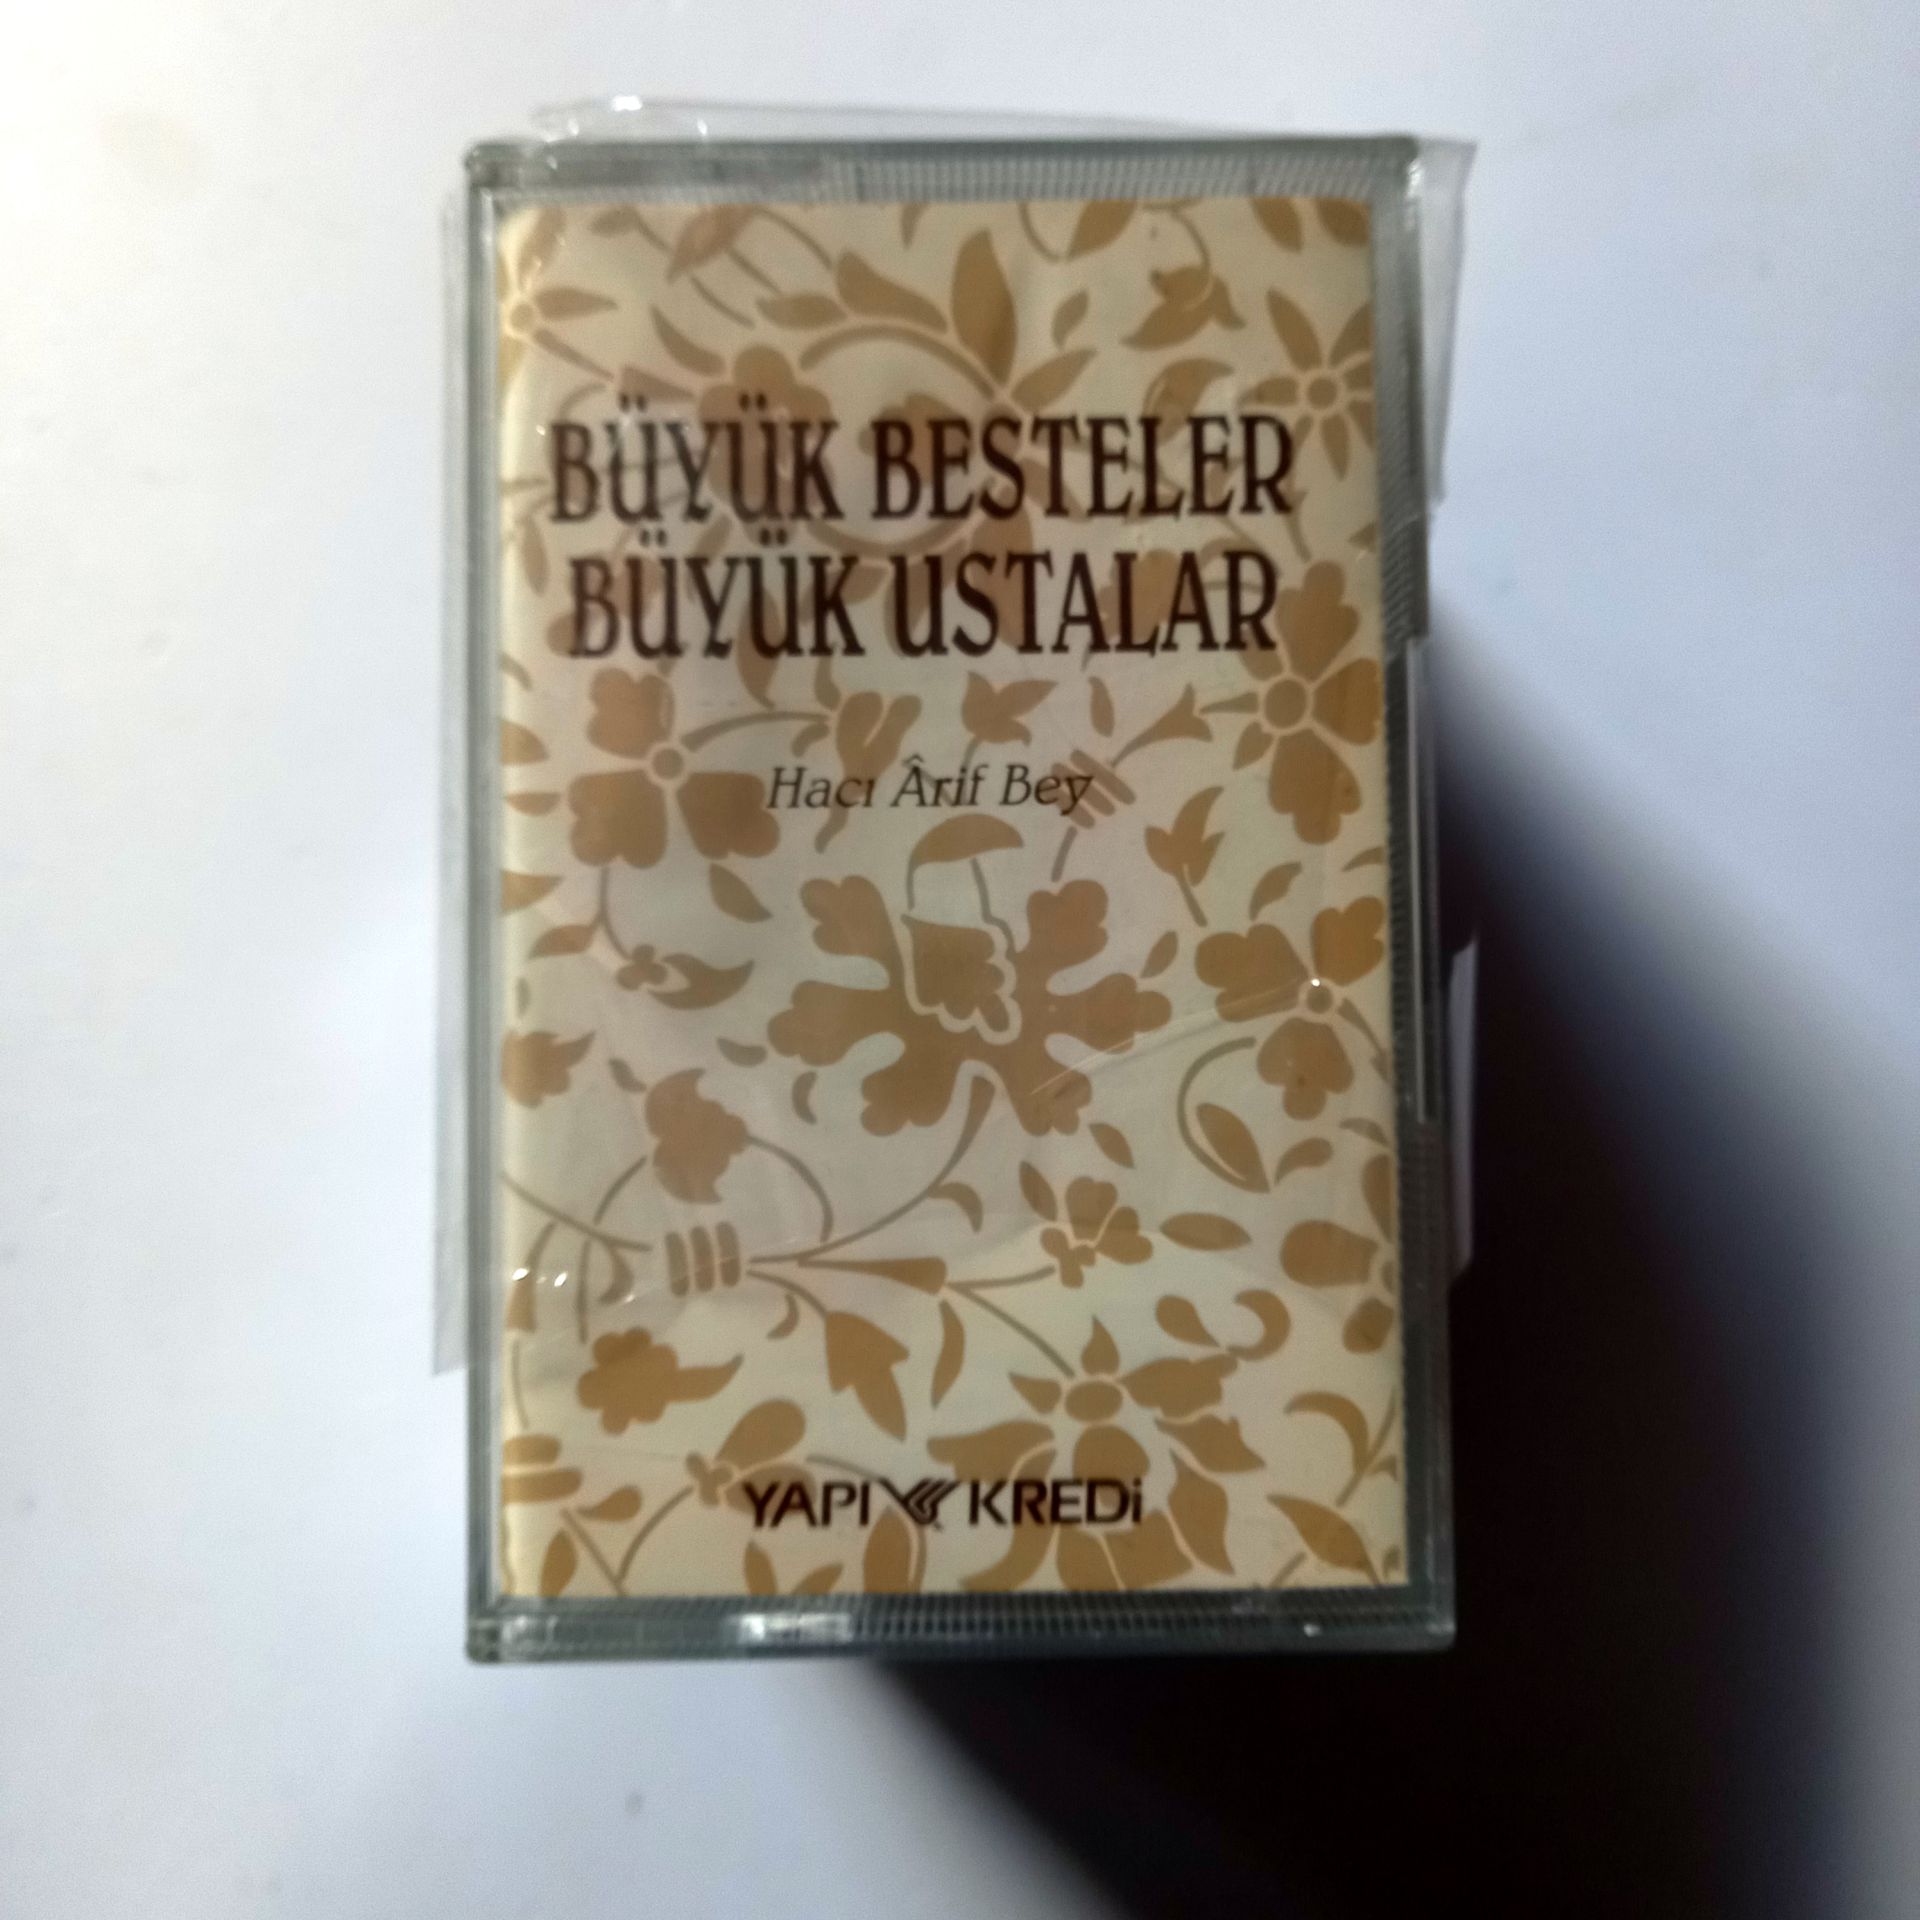 BÜYÜK BESTELER
BÜYÜK USTALAR
Hacı Ârif Bey
YAPI KREDİ